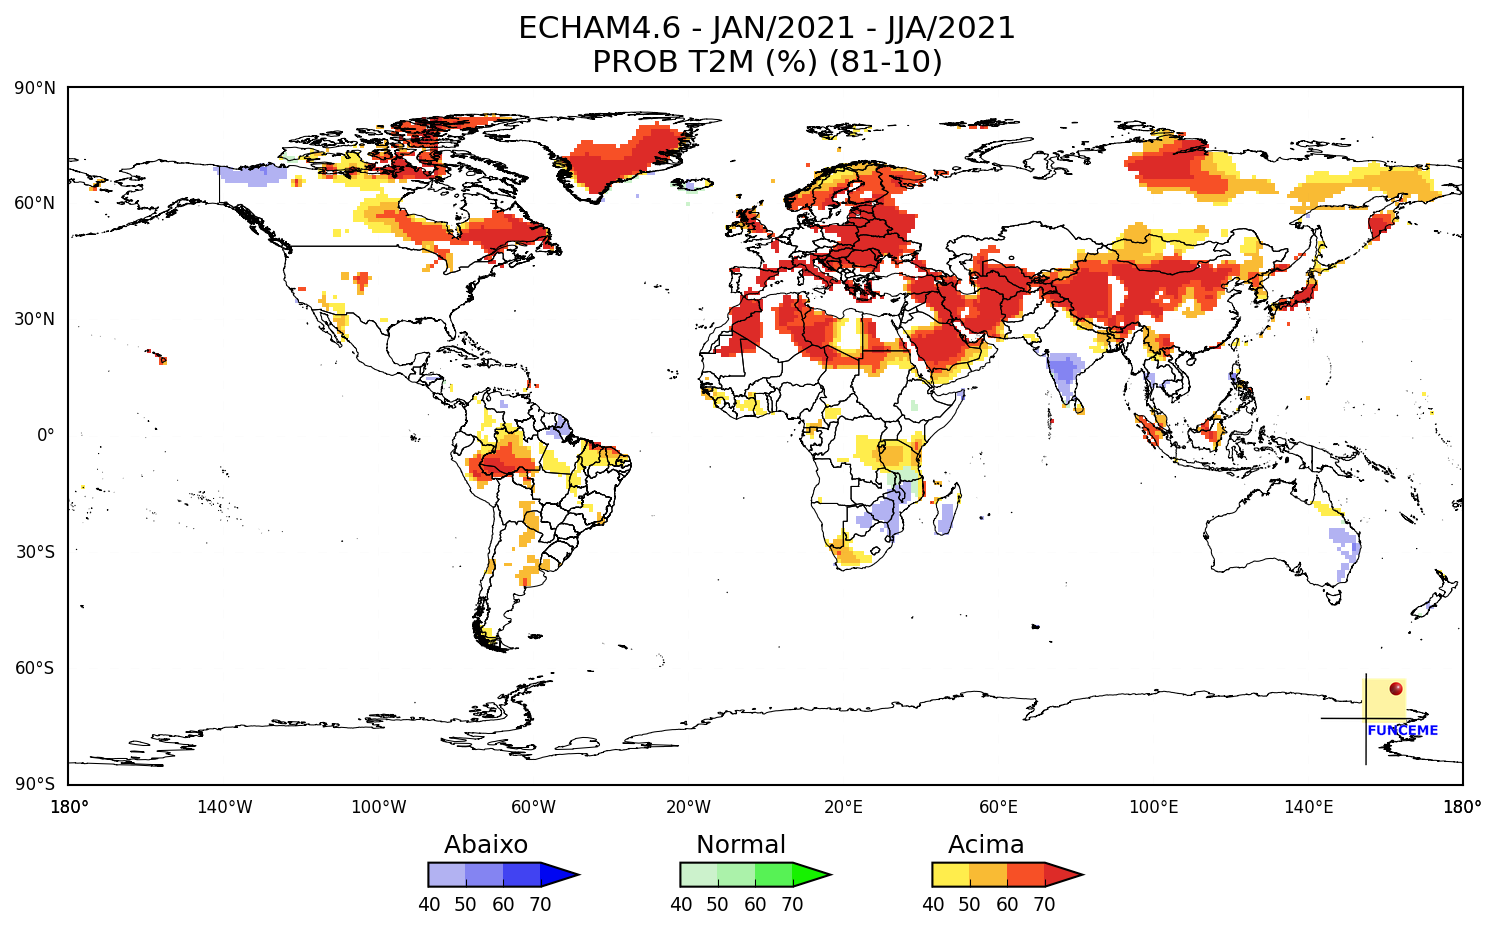 ECHAM4.6 - JAN/2021 - JJA/2021
PROB T2M (%) (81-10)
90°N
60°N
30°N
0°
30°S
60°S
90°S
FUNCEME
180° 140°W 100°W 60°W 20°W 20°E 60°E 100°E 140°E 180°
Abaixo Normal Acima
40 50 60 70 40 50 60 70 40 50 60 70